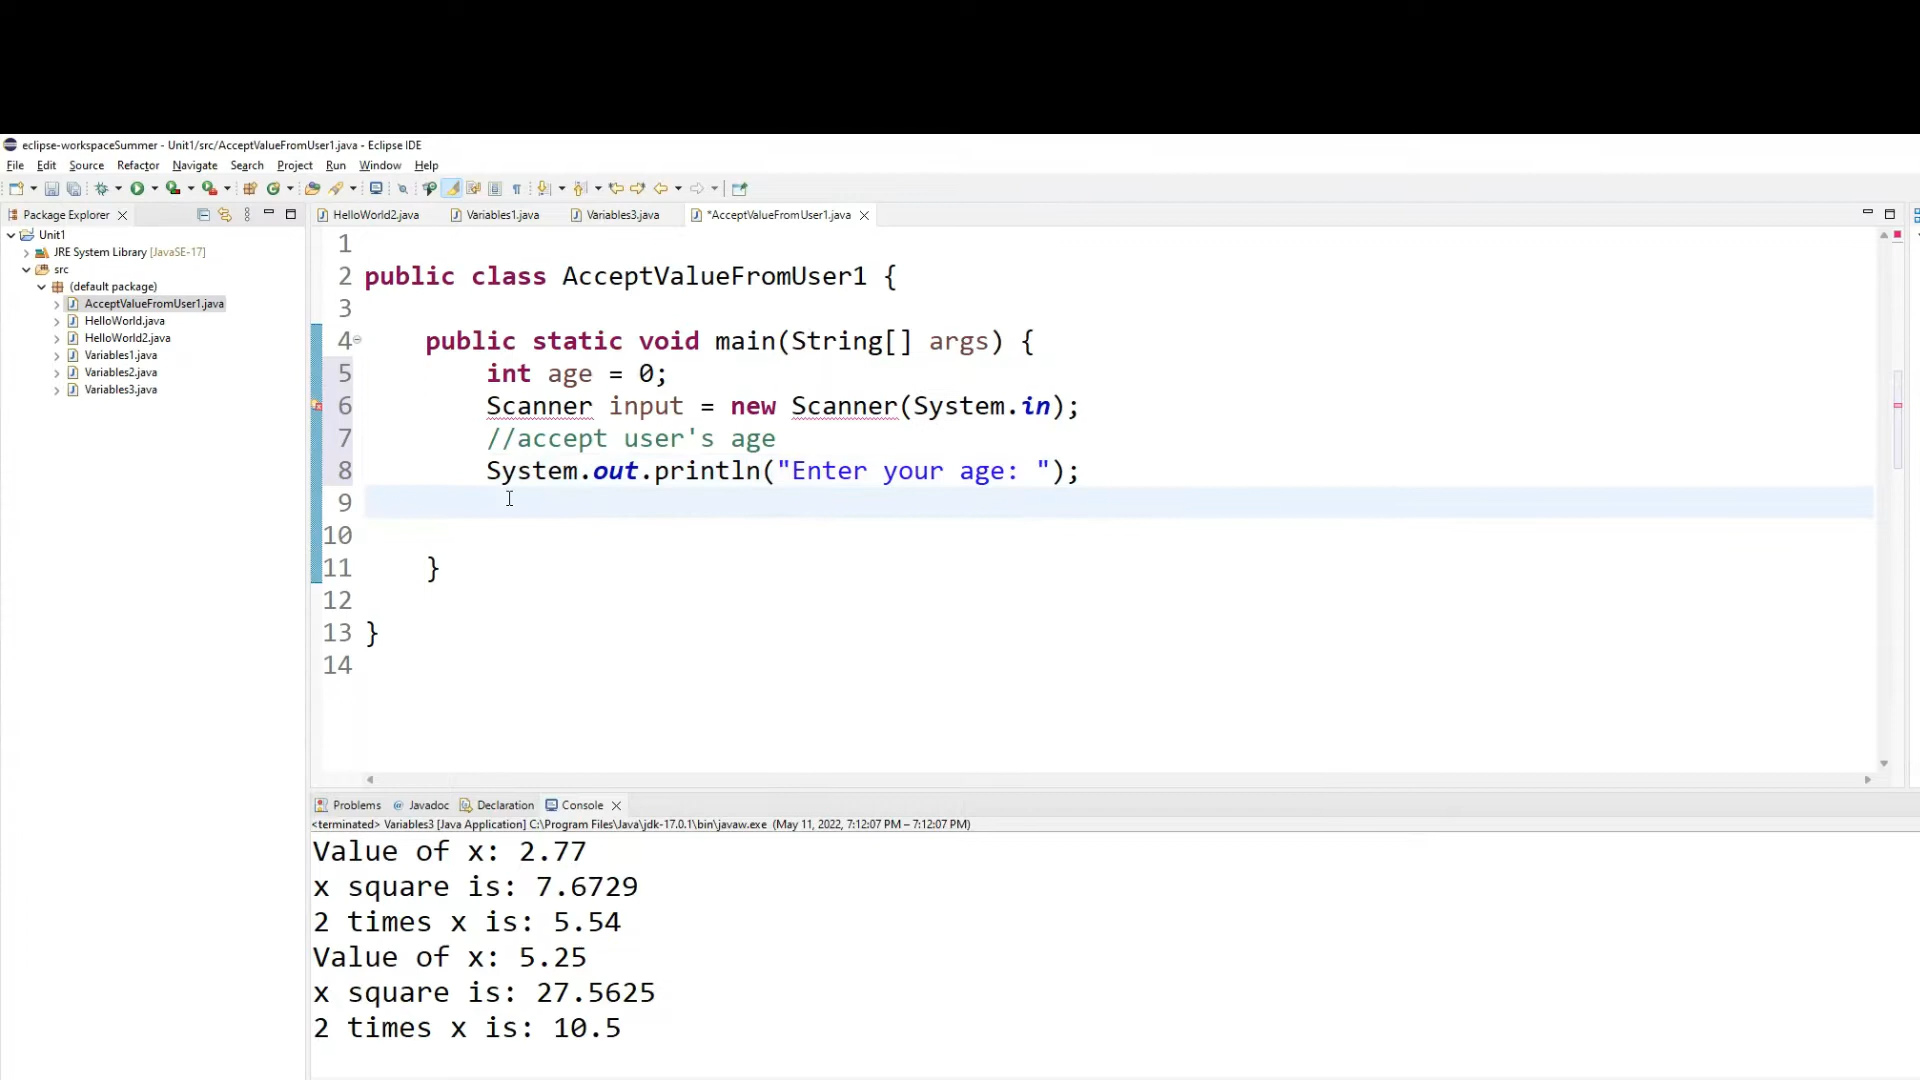 eclipse-workspaceSummer - Unit1/src/AcceptValueFromUser1.java - Eclipse IDE
File Edit Source Refactor Navigate Search Project Run Window Help
Package Explorer
Unit1
JRE System Library [JavaSE-17]
src
(default package)
AcceptValueFromUser1.java
HelloWorld.java
HelloWorld2.java
Variables1.java
Variables2.java
Variables3.java
HelloWorld2.java Variables1.java Variables3.java *AcceptValueFromUser1.java
1
2 public class AcceptValueFromUser1 {
3
4 public static void main(String[] args) {
5 int age = 0;
6 Scanner input = new Scanner(System.in);
7 //accept user's age
8 System.out.println("Enter your age: ");
9
10
11 }
12
13 }
14
Problems Javadoc Declaration Console
<terminated> Variables3 [Java Application] C:\Program Files\Java\jdk-17.0.1\bin\javaw.exe (May 11, 2022, 7:12:07 PM – 7:12:07 PM)
Value of x: 2.77
x square is: 7.6729
2 times x is: 5.54
Value of x: 5.25
x square is: 27.5625
2 times x is: 10.5